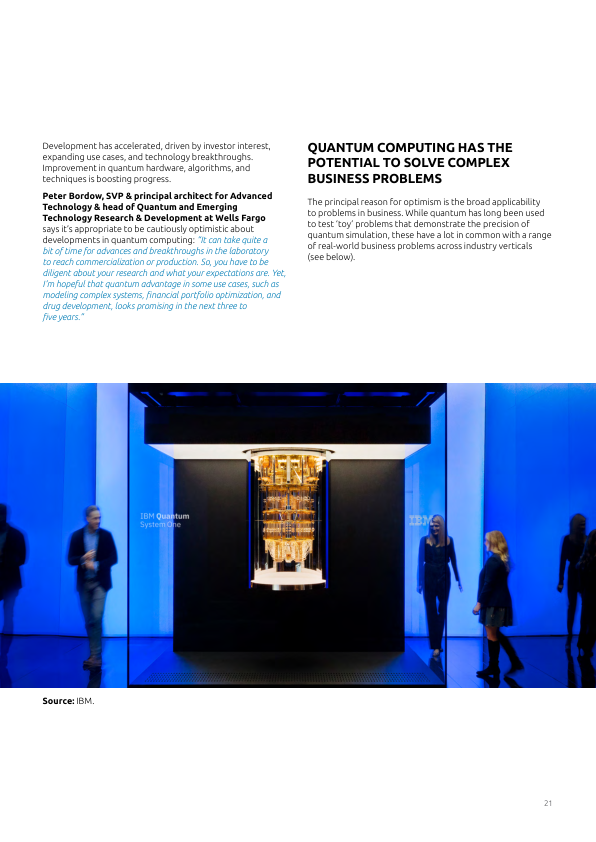 Development has accelerated, driven by investor interest,
expanding use cases, and technology breakthroughs.
Improvement in quantum hardware, algorithms, and
techniques is boosting progress.
Peter Bordow, SVP & principal architect for Advanced
Technology & head of Quantum and Emerging
Technology Research & Development at Wells Fargo
says it’s appropriate to be cautiously optimistic about
developments in quantum computing: “It can take quite a
bit of time for advances and breakthroughs in the laboratory
to reach commercialization or production. So, you have to be
diligent about your research and what your expectations are. Yet,
I’m hopeful that quantum advantage in some use cases, such as
modeling complex systems, financial portfolio optimization, and
drug development, looks promising in the next three to
five years.”
QUANTUM COMPUTING HAS THE
POTENTIAL TO SOLVE COMPLEX
BUSINESS PROBLEMS
The principal reason for optimism is the broad applicability
to problems in business. While quantum has long been used
to test ‘toy’ problems that demonstrate the precision of
quantum simulation, these have a lot in common with a range
of real-world business problems across industry verticals
(see below).
IBM Quantum
System One
IBM
Source: IBM.
21